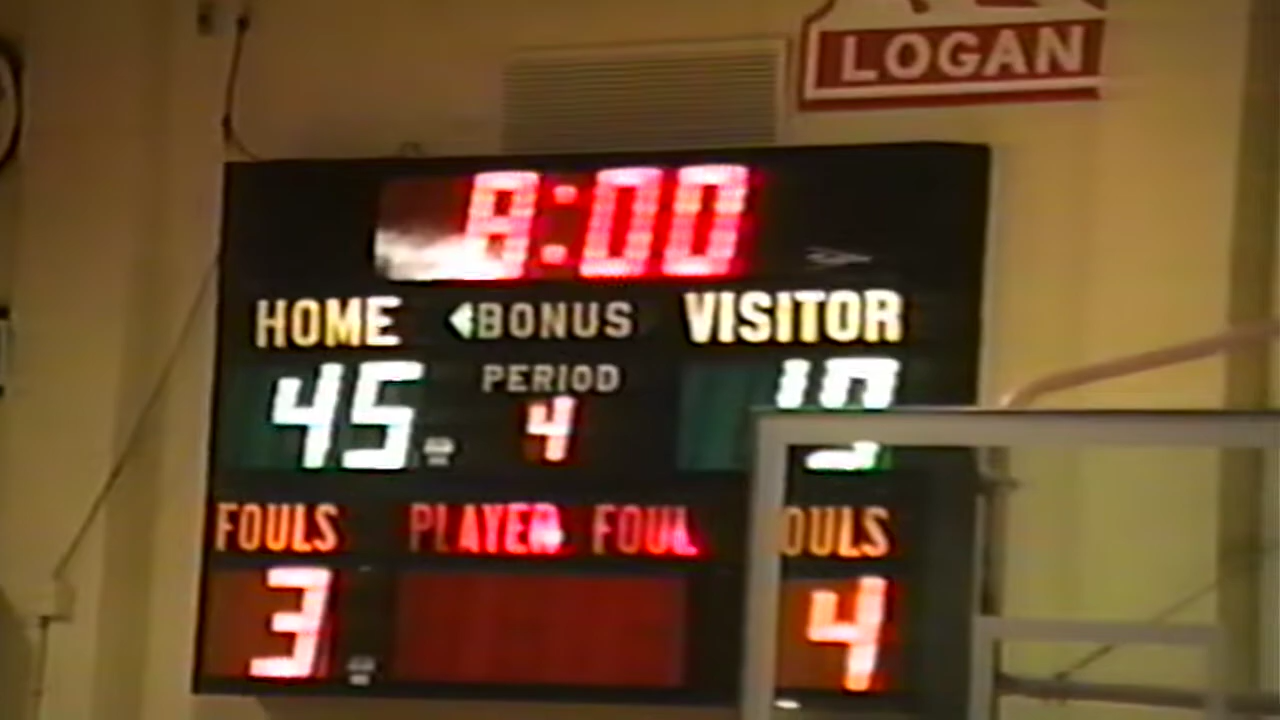 LOGAN
8:00
HOME BONUS VISITOR
45 PERIOD
4
FOULS PLAYER FOUL OULS
3 4